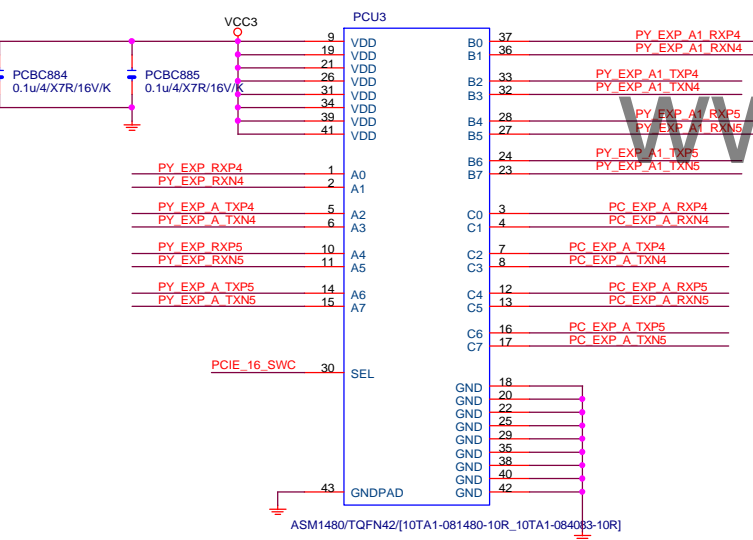 VCC3
PCU3
PCBC884
0.1u/4/X7R/16V/K
PCBC885
0.1u/4/X7R/16V/K
9 VDD
19 VDD
21 VDD
26 VDD
31 VDD
34 VDD
39 VDD
41 VDD
PY_EXP_RXP4 1 A0
PY_EXP_RXN4 2 A1
PY_EXP_A_TXP4 5 A2
PY_EXP_A_TXN4 6 A3
PY_EXP_RXP5 10 A4
PY_EXP_RXN5 11 A5
PY_EXP_A_TXP5 14 A6
PY_EXP_A_TXN5 15 A7
PCIE_16_SWC 30 SEL
43 GNDPAD
B0 37 PY_EXP_A1_RXP4
B1 36 PY_EXP_A1_RXN4
B2 33 PY_EXP_A1_TXP4
B3 32 PY_EXP_A1_TXN4
B4 28 PY_EXP_A1_RXP5
B5 27 PY_EXP_A1_RXN5
B6 24 PY_EXP_A1_TXP5
B7 23 PY_EXP_A1_TXN5
C0 3 PC_EXP_A_RXP4
C1 4 PC_EXP_A_RXN4
C2 7 PC_EXP_A_TXP4
C3 8 PC_EXP_A_TXN4
C4 12 PC_EXP_A_RXP5
C5 13 PC_EXP_A_RXN5
C6 16 PC_EXP_A_TXP5
C7 17 PC_EXP_A_TXN5
GND 18
GND 20
GND 22
GND 25
GND 29
GND 35
GND 38
GND 40
GND 42
ASM1480/TQFN42/[10TA1-081480-10R_10TA1-084083-10R]